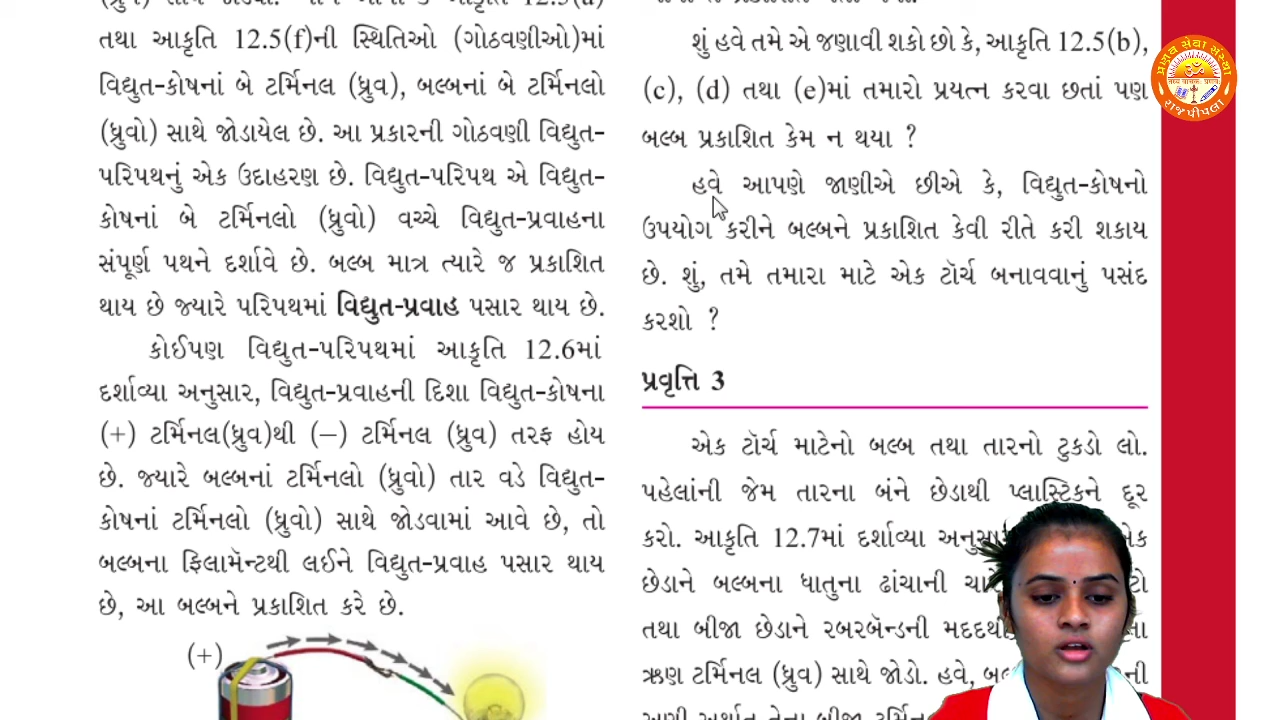 તથા આકૃતિ 12.5(f)ની સ્થિતિઓ (ગોઠવણીઓ)માં
વિદ્યુત-કોષનાં બે ટર્મિનલ (ધ્રુવ), બલ્બનાં બે ટર્મિનલો
(ધ્રુવો) સાથે જોડાયેલ છે. આ પ્રકારની ગોઠવણી વિદ્યુત-
પરિપથનું એક ઉદાહરણ છે. વિદ્યુત-પરિપથ એ વિદ્યુત-
કોષનાં બે ટર્મિનલો (ધ્રુવો) વચ્ચે વિદ્યુત-પ્રવાહના
સંપૂર્ણ પથને દર્શાવે છે. બલ્બ માત્ર ત્યારે જ પ્રકાશિત
થાય છે જ્યારે પરિપથમાં વિદ્યુત-પ્રવાહ પસાર થાય છે.
કોઈપણ વિદ્યુત-પરિપથમાં આકૃતિ 12.6માં
દર્શાવ્યા અનુસાર, વિદ્યુત-પ્રવાહની દિશા વિદ્યુત-કોષના
(+) ટર્મિનલ(ધ્રુવ)થી (–) ટર્મિનલ (ધ્રુવ) તરફ હોય
છે. જ્યારે બલ્બનાં ટર્મિનલો (ધ્રુવો) તાર વડે વિદ્યુત-
કોષનાં ટર્મિનલો (ધ્રુવો) સાથે જોડવામાં આવે છે, તો
બલ્બના ફિલામેન્ટથી લઈને વિદ્યુત-પ્રવાહ પસાર થાય
છે, આ બલ્બને પ્રકાશિત કરે છે.
(+)
શું હવે તમે એ જણાવી શકો છો કે, આકૃતિ 12.5(b),
(c), (d) તથા (e)માં તમારો પ્રયત્ન કરવા છતાં પણ
બલ્બ પ્રકાશિત કેમ ન થયા ?
હવે આપણે જાણીએ છીએ કે, વિદ્યુત-કોષનો
ઉપયોગ કરીને બલ્બને પ્રકાશિત કેવી રીતે કરી શકાય
છે. શું, તમે તમારા માટે એક ટૉર્ચ બનાવવાનું પસંદ
કરશો ?
પ્રવૃત્તિ 3
એક ટૉર્ચ માટેનો બલ્બ તથા તારનો ટુકડો લો.
પહેલાંની જેમ તારના બંને છેડાથી પ્લાસ્ટિકને દૂર
કરો. આકૃતિ 12.7માં દર્શાવ્યા
છેડાને બલ્બના ધાતુના ઢાંચાની
તથા બીજા છેડાને રબરબૅન્ડની
ઋણ ટર્મિનલ (ધ્રુવ) સાથે જોડો. હવે,
પ્રણવ સેવા સંસ્થા
રાજપીપલા